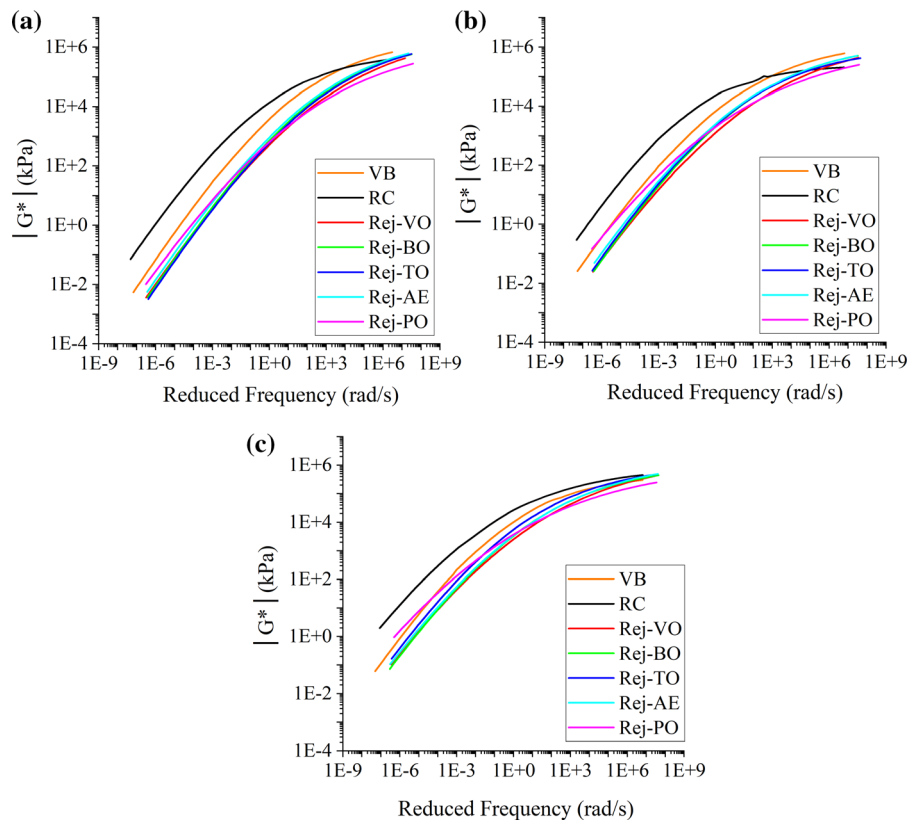 (a)
1E+6
1E+4
1E+2
1E+0
1E-2
1E-4
|G*| (kPa)
1E-9 1E-6 1E-3 1E+0 1E+3 1E+6 1E+9
Reduced Frequency (rad/s)
VB
RC
Rej-VO
Rej-BO
Rej-TO
Rej-AE
Rej-PO
(b)
1E+6
1E+4
1E+2
1E+0
1E-2
1E-4
|G*| (kPa)
1E-9 1E-6 1E-3 1E+0 1E+3 1E+6 1E+9
Reduced Frequency (rad/s)
VB
RC
Rej-VO
Rej-BO
Rej-TO
Rej-AE
Rej-PO
(c)
1E+6
1E+4
1E+2
1E+0
1E-2
1E-4
|G*| (kPa)
1E-9 1E-6 1E-3 1E+0 1E+3 1E+6 1E+9
Reduced Frequency (rad/s)
VB
RC
Rej-VO
Rej-BO
Rej-TO
Rej-AE
Rej-PO